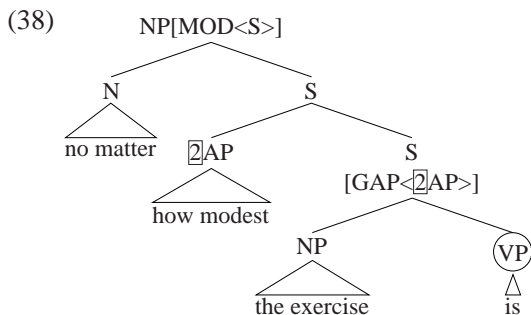 (38)
NP[MOD<S>]
N S
no matter
2AP S
[GAP<2AP>]
how modest
NP VP
the exercise is